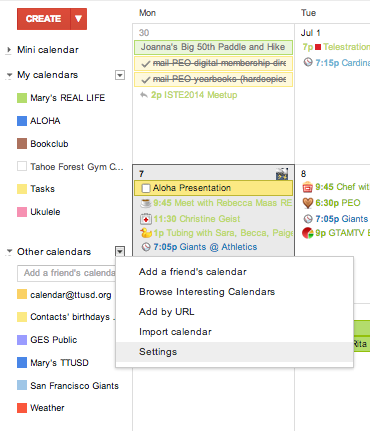 CREATE
Mini calendar
My calendars
Mary's REAL LIFE
ALOHA
Bookclub
Tahoe Forest Gym C...
Tasks
Ukulele
Other calendars
Add a friend's calenda
calendar@ttusd.org
Contacts' birthdays ...
GES Public
Mary's TTUSD
San Francisco Giants
Weather
Mon
Tue
30
Jul 1
Joanna's Big 50th Paddle and Hike
mail PEO digital membership dire
mail PEO yearbooks (hardcopies
2p ISTE2014 Meetup
7p Telestration
7:15p Cardina
7
8
Aloha Presentation
9:45 Meet with Rebecca Maas RE
11:30 Christine Geist
1p Tubing with Sara, Becca, Paige
7:05p Giants @ Athletics
9:45 Chef with
6:30p PEO
7:05p Giants
9p GTAMTV E
Add a friend's calendar
Browse Interesting Calendars
Add by URL
Import calendar
Settings
Rita